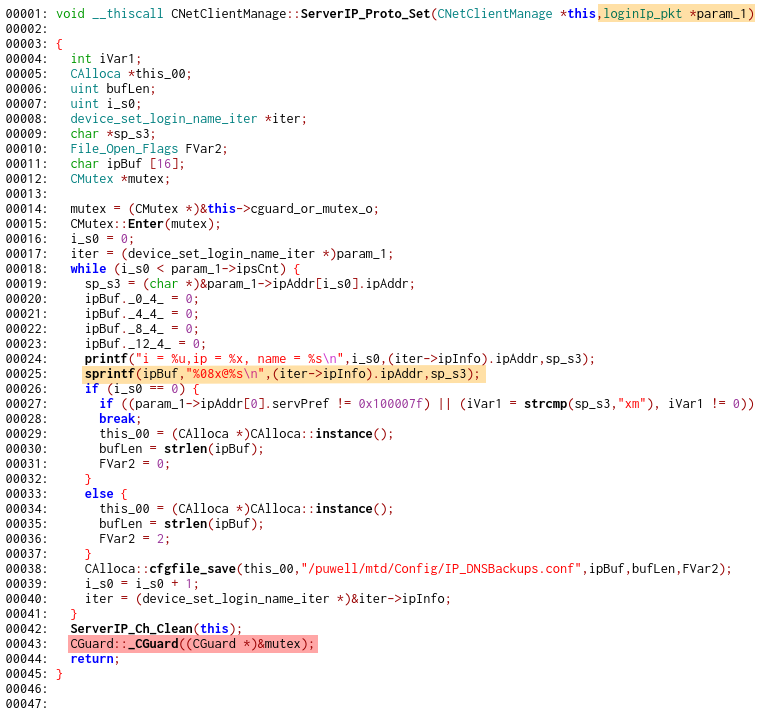 00001: void __thiscall CNetClientManage::ServerIP_Proto_Set(CNetClientManage *this,loginIp_pkt *param_1)
00002:
00003: {
00004:   int iVar1;
00005:   CAlloca *this_00;
00006:   uint bufLen;
00007:   uint i_s0;
00008:   device_set_login_name_iter *iter;
00009:   char *sp_s3;
00010:   File_Open_Flags FVar2;
00011:   char ipBuf [16];
00012:   CMutex *mutex;
00013:
00014:   mutex = (CMutex *)&this->cguard_or_mutex_o;
00015:   CMutex::Enter(mutex);
00016:   i_s0 = 0;
00017:   iter = (device_set_login_name_iter *)param_1;
00018:   while (i_s0 < param_1->ipsCnt) {
00019:     sp_s3 = (char *)&param_1->ipAddr[i_s0].ipAddr;
00020:     ipBuf._0_4_ = 0;
00021:     ipBuf._4_4_ = 0;
00022:     ipBuf._8_4_ = 0;
00023:     ipBuf._12_4_ = 0;
00024:     printf("i = %u,ip = %x, name = %s\n",i_s0,(iter->ipInfo).ipAddr,sp_s3);
00025:     sprintf(ipBuf,"%08x@%s\n",(iter->ipInfo).ipAddr,sp_s3);
00026:     if (i_s0 == 0) {
00027:       if ((param_1->ipAddr[0].servPref != 0x100007f) || (iVar1 = strcmp(sp_s3,"xm"), iVar1 != 0))
00028:       break;
00029:       this_00 = (CAlloca *)CAlloca::instance();
00030:       bufLen = strlen(ipBuf);
00031:       FVar2 = 0;
00032:     }
00033:     else {
00034:       this_00 = (CAlloca *)CAlloca::instance();
00035:       bufLen = strlen(ipBuf);
00036:       FVar2 = 2;
00037:     }
00038:     CAlloca::cfgfile_save(this_00,"/puwell/mtd/Config/IP_DNSBackups.conf",ipBuf,bufLen,FVar2);
00039:     i_s0 = i_s0 + 1;
00040:     iter = (device_set_login_name_iter *)&iter->ipInfo;
00041:   }
00042:   ServerIP_Ch_Clean(this);
00043:   CGuard::_CGuard((CGuard *)&mutex);
00044:   return;
00045: }
00046:
00047: